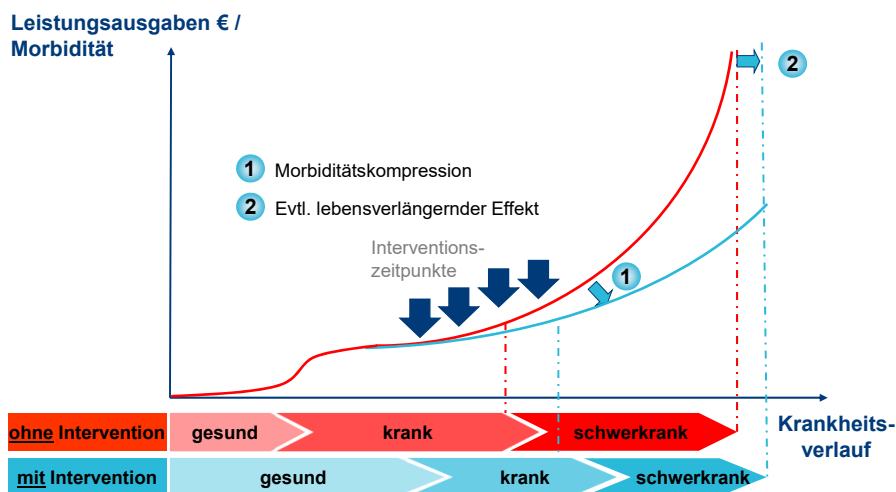 Leistungsausgaben € /
Morbidität
2
1 Morbiditätskompression
2 Evtl. lebensverlängernder Effekt
Interventions-
zeitpunkte
1
Krankheits-
verlauf
ohne Intervention gesund krank schwerkrank
mit Intervention gesund krank schwerkrank